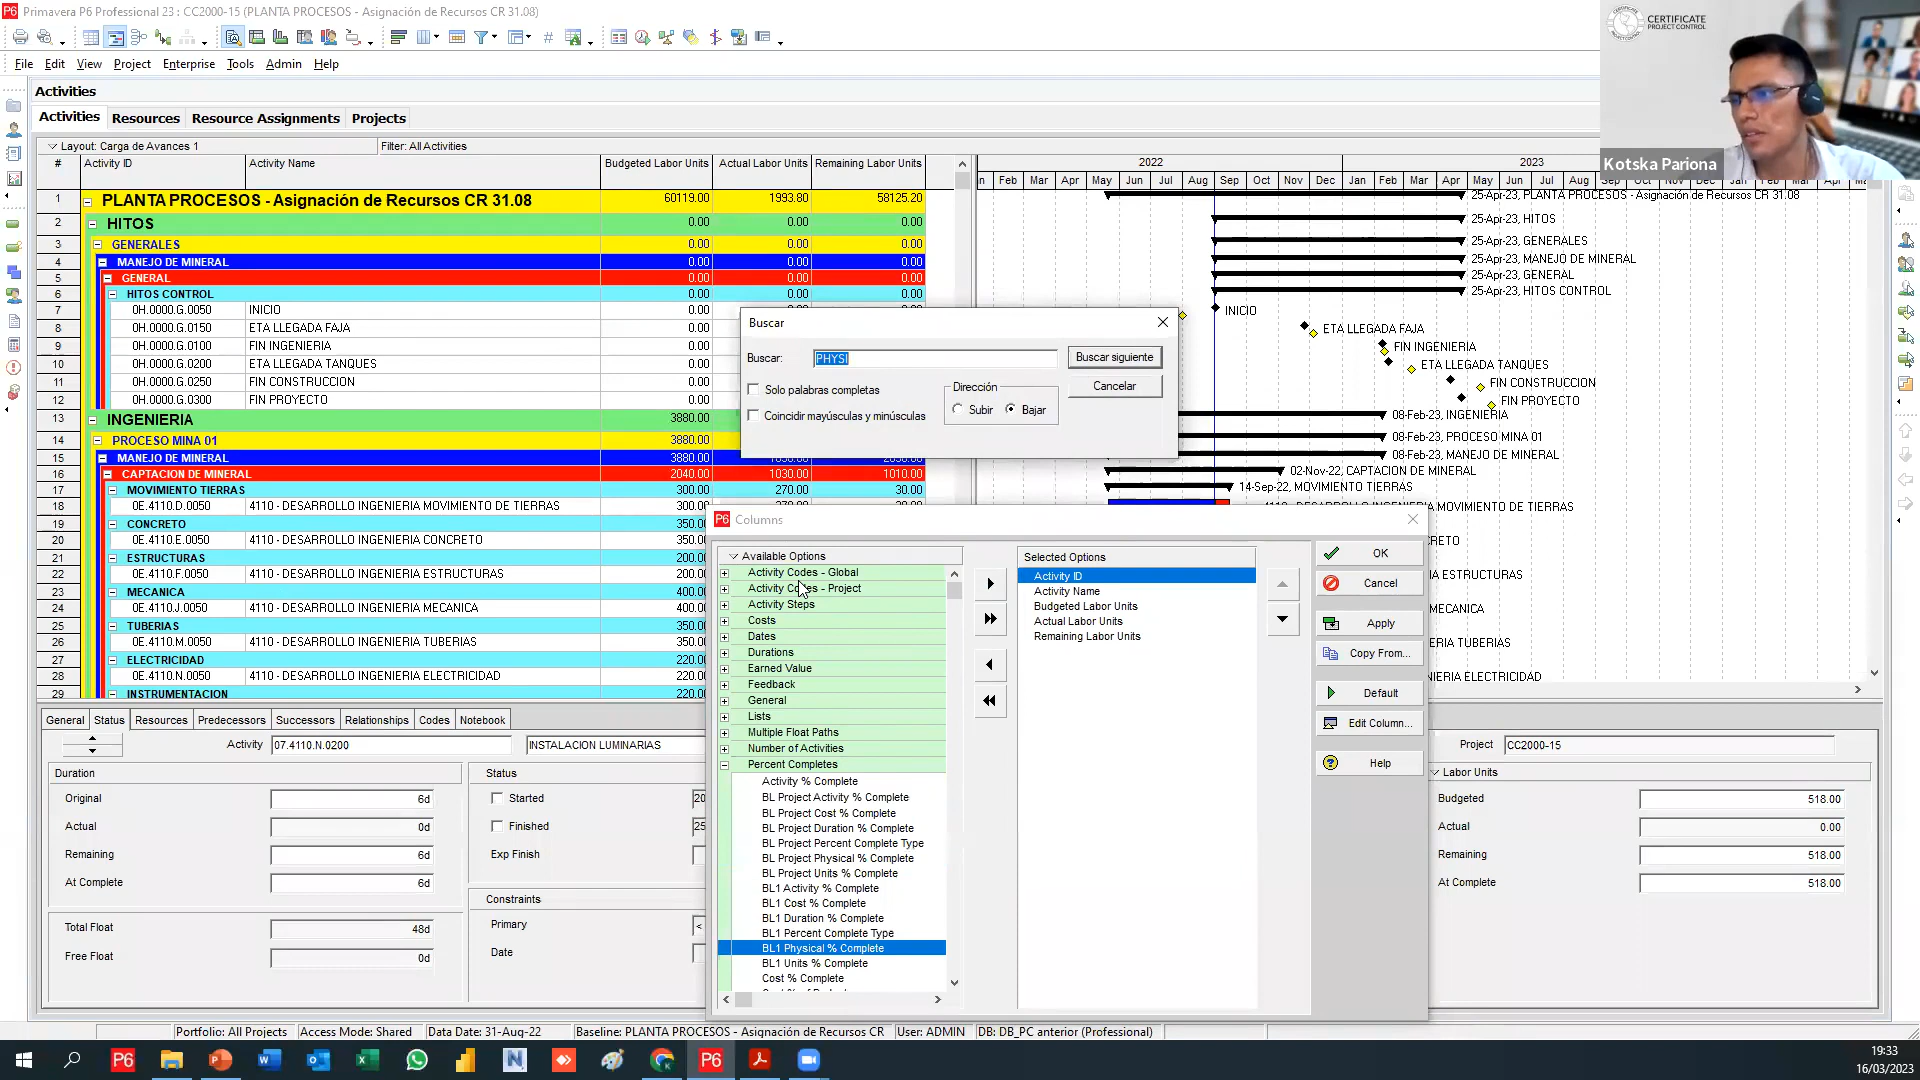 Primavera P6 Professional 23 : CC2000-15 (PLANTA PROCESOS - Asignación de Recursos CR 31.08)
File Edit View Project Enterprise Tools Admin Help
CERTIFICATE
PROJECT CONTROL
Kotska Pariona
Activities
Activities Resources Resource Assignments Projects
Layout: Carga de Avances 1 Filter: All Activities
# Activity ID Activity Name Budgeted Labor Units Actual Labor Units Remaining Labor Units
2022 2023
Feb Mar Apr May Jun Jul Aug Sep Oct Nov Dec Jan Feb Mar Apr May Jun Jul Aug
1 PLANTA PROCESOS - Asignación de Recursos CR 31.08 60119.00 1993.80 58125.20
25-Apr-23, PLANTA PROCESOS - Asignación de Recursos CR 31.08
2 HITOS 0.00 0.00 0.00
25-Apr-23, HITOS
3 GENERALES 0.00 0.00 0.00
25-Apr-23, GENERALES
4 MANEJO DE MINERAL 0.00 0.00 0.00
25-Apr-23, MANEJO DE MINERAL
5 GENERAL 0.00 0.00 0.00
25-Apr-23, GENERAL
6 HITOS CONTROL 0.00 0.00 0.00
25-Apr-23, HITOS CONTROL
7 0H.0000.G.0050 INICIO 0.00
INICIO
8 0H.0000.G.0150 ETA LLEGADA FAJA 0.00
ETA LLEGADA FAJA
9 0H.0000.G.0100 FIN INGENIERIA 0.00
FIN INGENIERIA
10 0H.0000.G.0200 ETA LLEGADA TANQUES 0.00
ETA LLEGADA TANQUES
11 0H.0000.G.0250 FIN CONSTRUCCION 0.00
FIN CONSTRUCCION
12 0H.0000.G.0300 FIN PROYECTO 0.00
FIN PROYECTO
13 INGENIERIA 3880.00
08-Feb-23, INGENIERIA
14 PROCESO MINA 01 3880.00
08-Feb-23, PROCESO MINA 01
15 MANEJO DE MINERAL 3880.00
08-Feb-23, MANEJO DE MINERAL
16 CAPTACION DE MINERAL 2040.00 1030.00 1010.00
02-Nov-22, CAPTACION DE MINERAL
17 MOVIMIENTO TIERRAS 300.00 270.00 30.00
14-Sep-22, MOVIMIENTO TIERRAS
18 0E.4110.D.0050 4110 - DESARROLLO INGENIERIA MOVIMIENTO DE TIERRAS 300.00
19 CONCRETO 350.0
20 0E.4110.E.0050 4110 - DESARROLLO INGENIERIA CONCRETO 350.0
21 ESTRUCTURAS 200.0
22 0E.4110.F.0050 4110 - DESARROLLO INGENIERIA ESTRUCTURAS 200.0
23 MECANICA 400.0
24 0E.4110.J.0050 4110 - DESARROLLO INGENIERIA MECANICA 400.0
25 TUBERIAS 350.0
26 0E.4110.M.0050 4110 - DESARROLLO INGENIERIA TUBERIAS 350.0
27 ELECTRICIDAD 220.0
28 0E.4110.N.0050 4110 - DESARROLLO INGENIERIA ELECTRICIDAD 220.0
29 INSTRUMENTACION 220.0
Buscar
Buscar: PHYSI Buscar siguiente
Solo palabras completas
Coincidir mayúsculas y minúsculas
Dirección
Subir Bajar
Cancelar
Columns
Available Options
Activity Codes - Global
Activity Codes - Project
Activity Steps
Costs
Dates
Durations
Earned Value
Feedback
General
Lists
Multiple Float Paths
Number of Activities
Percent Completes
Activity % Complete
BL Project Activity % Complete
BL Project Cost % Complete
BL Project Duration % Complete
BL Project Percent Complete Type
BL Project Physical % Complete
BL Project Units % Complete
BL1 Activity % Complete
BL1 Cost % Complete
BL1 Duration % Complete
BL1 Percent Complete Type
BL1 Physical % Complete
BL1 Units % Complete
Cost % Complete
Selected Options
Activity ID
Activity Name
Budgeted Labor Units
Actual Labor Units
Remaining Labor Units
OK
Cancel
Apply
Copy From...
Default
Edit Column...
Help
General Status Resources Predecessors Successors Relationships Codes Notebook
Activity 07.4110.N.0200 INSTALACION LUMINARIAS
Project CC2000-15
Duration
Original 6d
Actual 0d
Remaining 6d
At Complete 6d
Total Float 48d
Free Float 0d
Status
Started 20
Finished 25
Exp Finish
Constraints
Primary <
Date
Labor Units
Budgeted 518.00
Actual 0.00
Remaining 518.00
At Complete 518.00
Portfolio: All Projects Access Mode: Shared Data Date: 31-Aug-22 Baseline: PLANTA PROCESOS - Asignación de Recursos CR User: ADMIN DB: DB_PC anterior (Professional)
19:33
16/03/2023